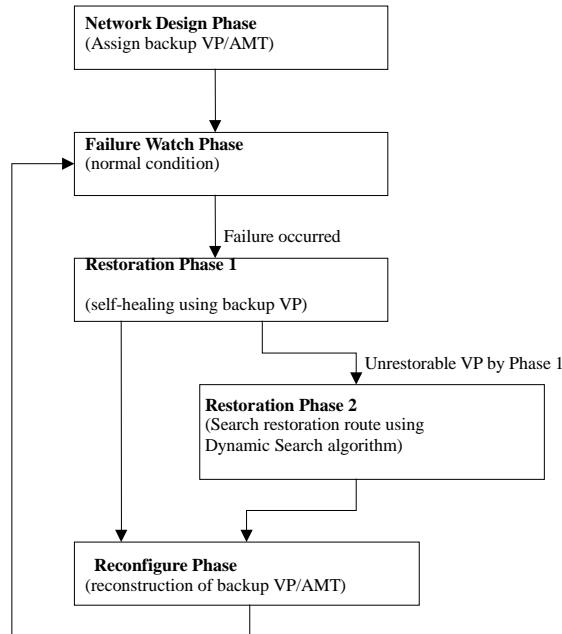 Network Design Phase
(Assign backup VP/AMT)
Failure Watch Phase
(normal condition)
Failure occurred
Restoration Phase 1
(self-healing using backup VP)
Unrestorable VP by Phase 1
Restoration Phase 2
(Search restoration route using
Dynamic Search algorithm)
Reconfigure Phase
(reconstruction of backup VP/AMT)